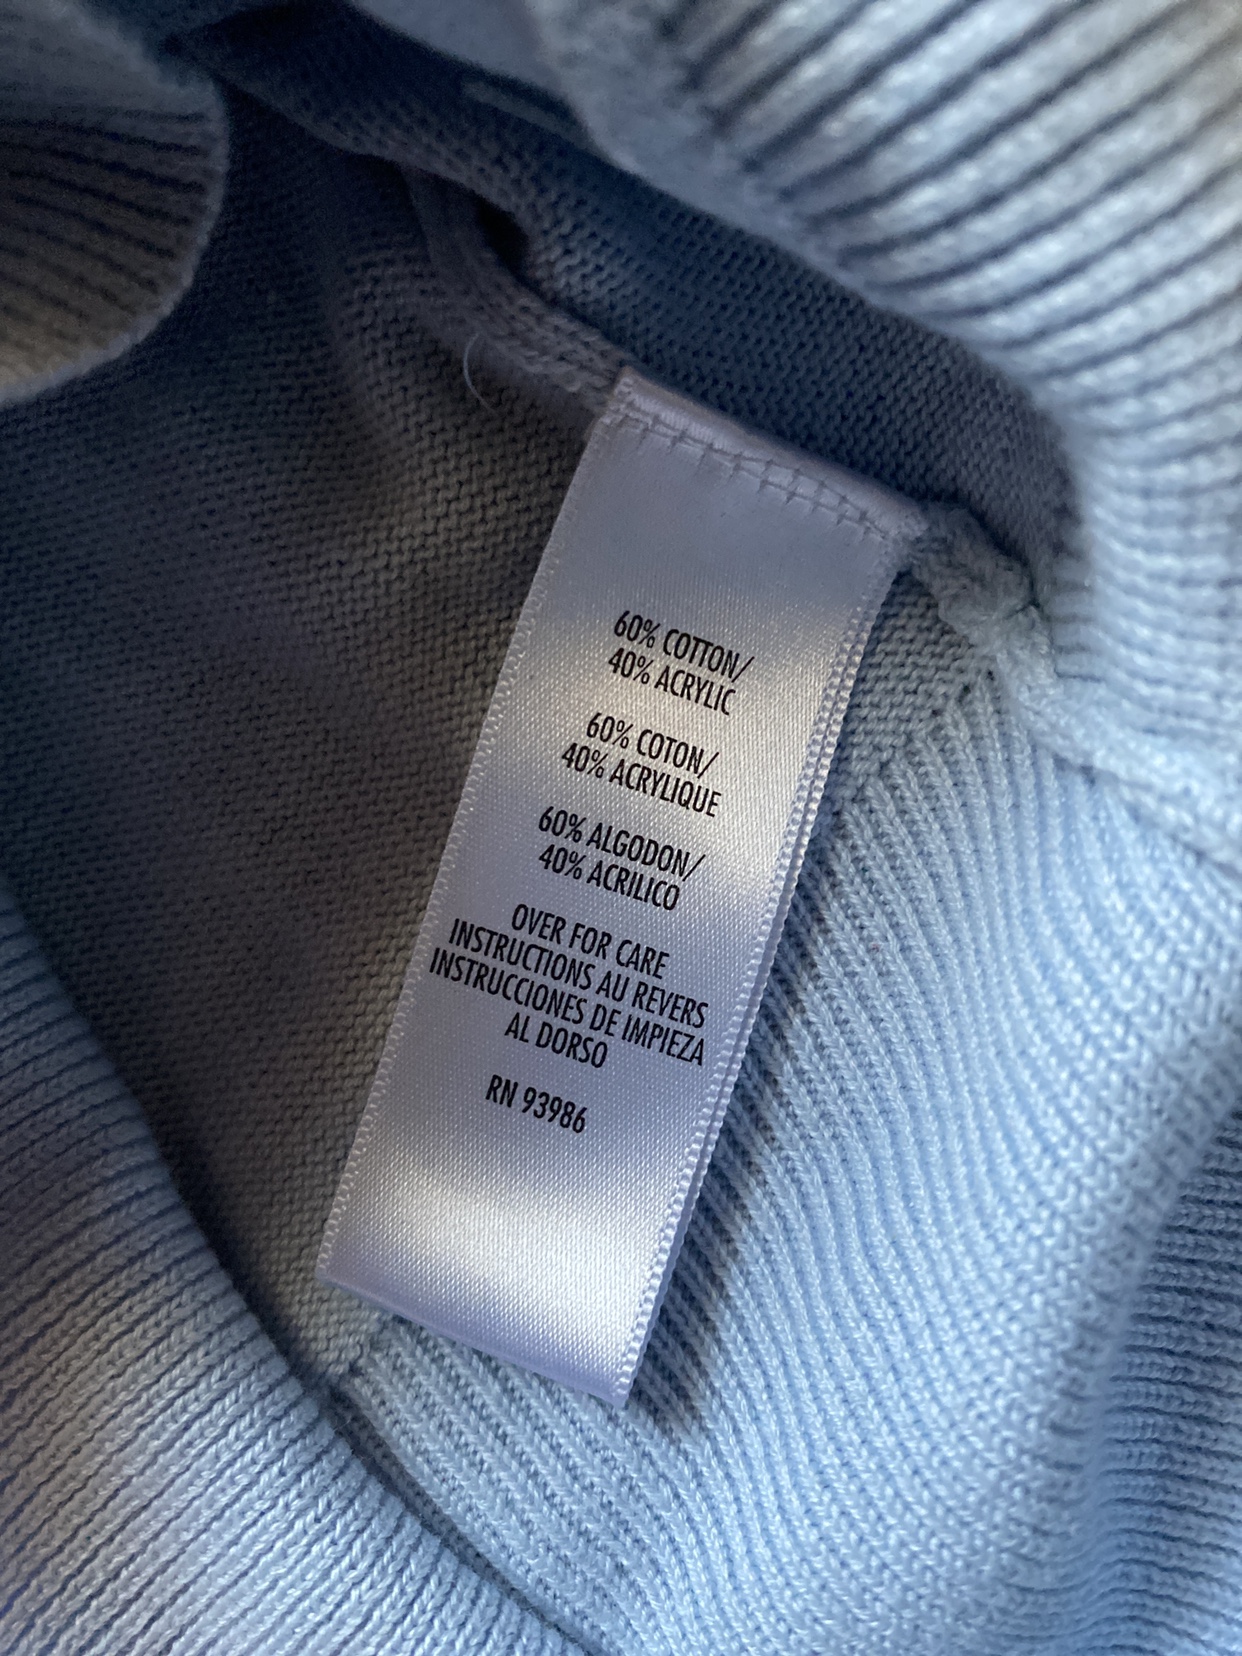 60% COTTON/
40% ACRYLIC
60% COTON/
40% ACRYLIQUE
60% ALGODON/
40% ACRILICO
OVER FOR CARE
INSTRUCTIONS AU REVERS
INSTRUCCIONES DE IMPIEZA
AL DORSO
RN 93986